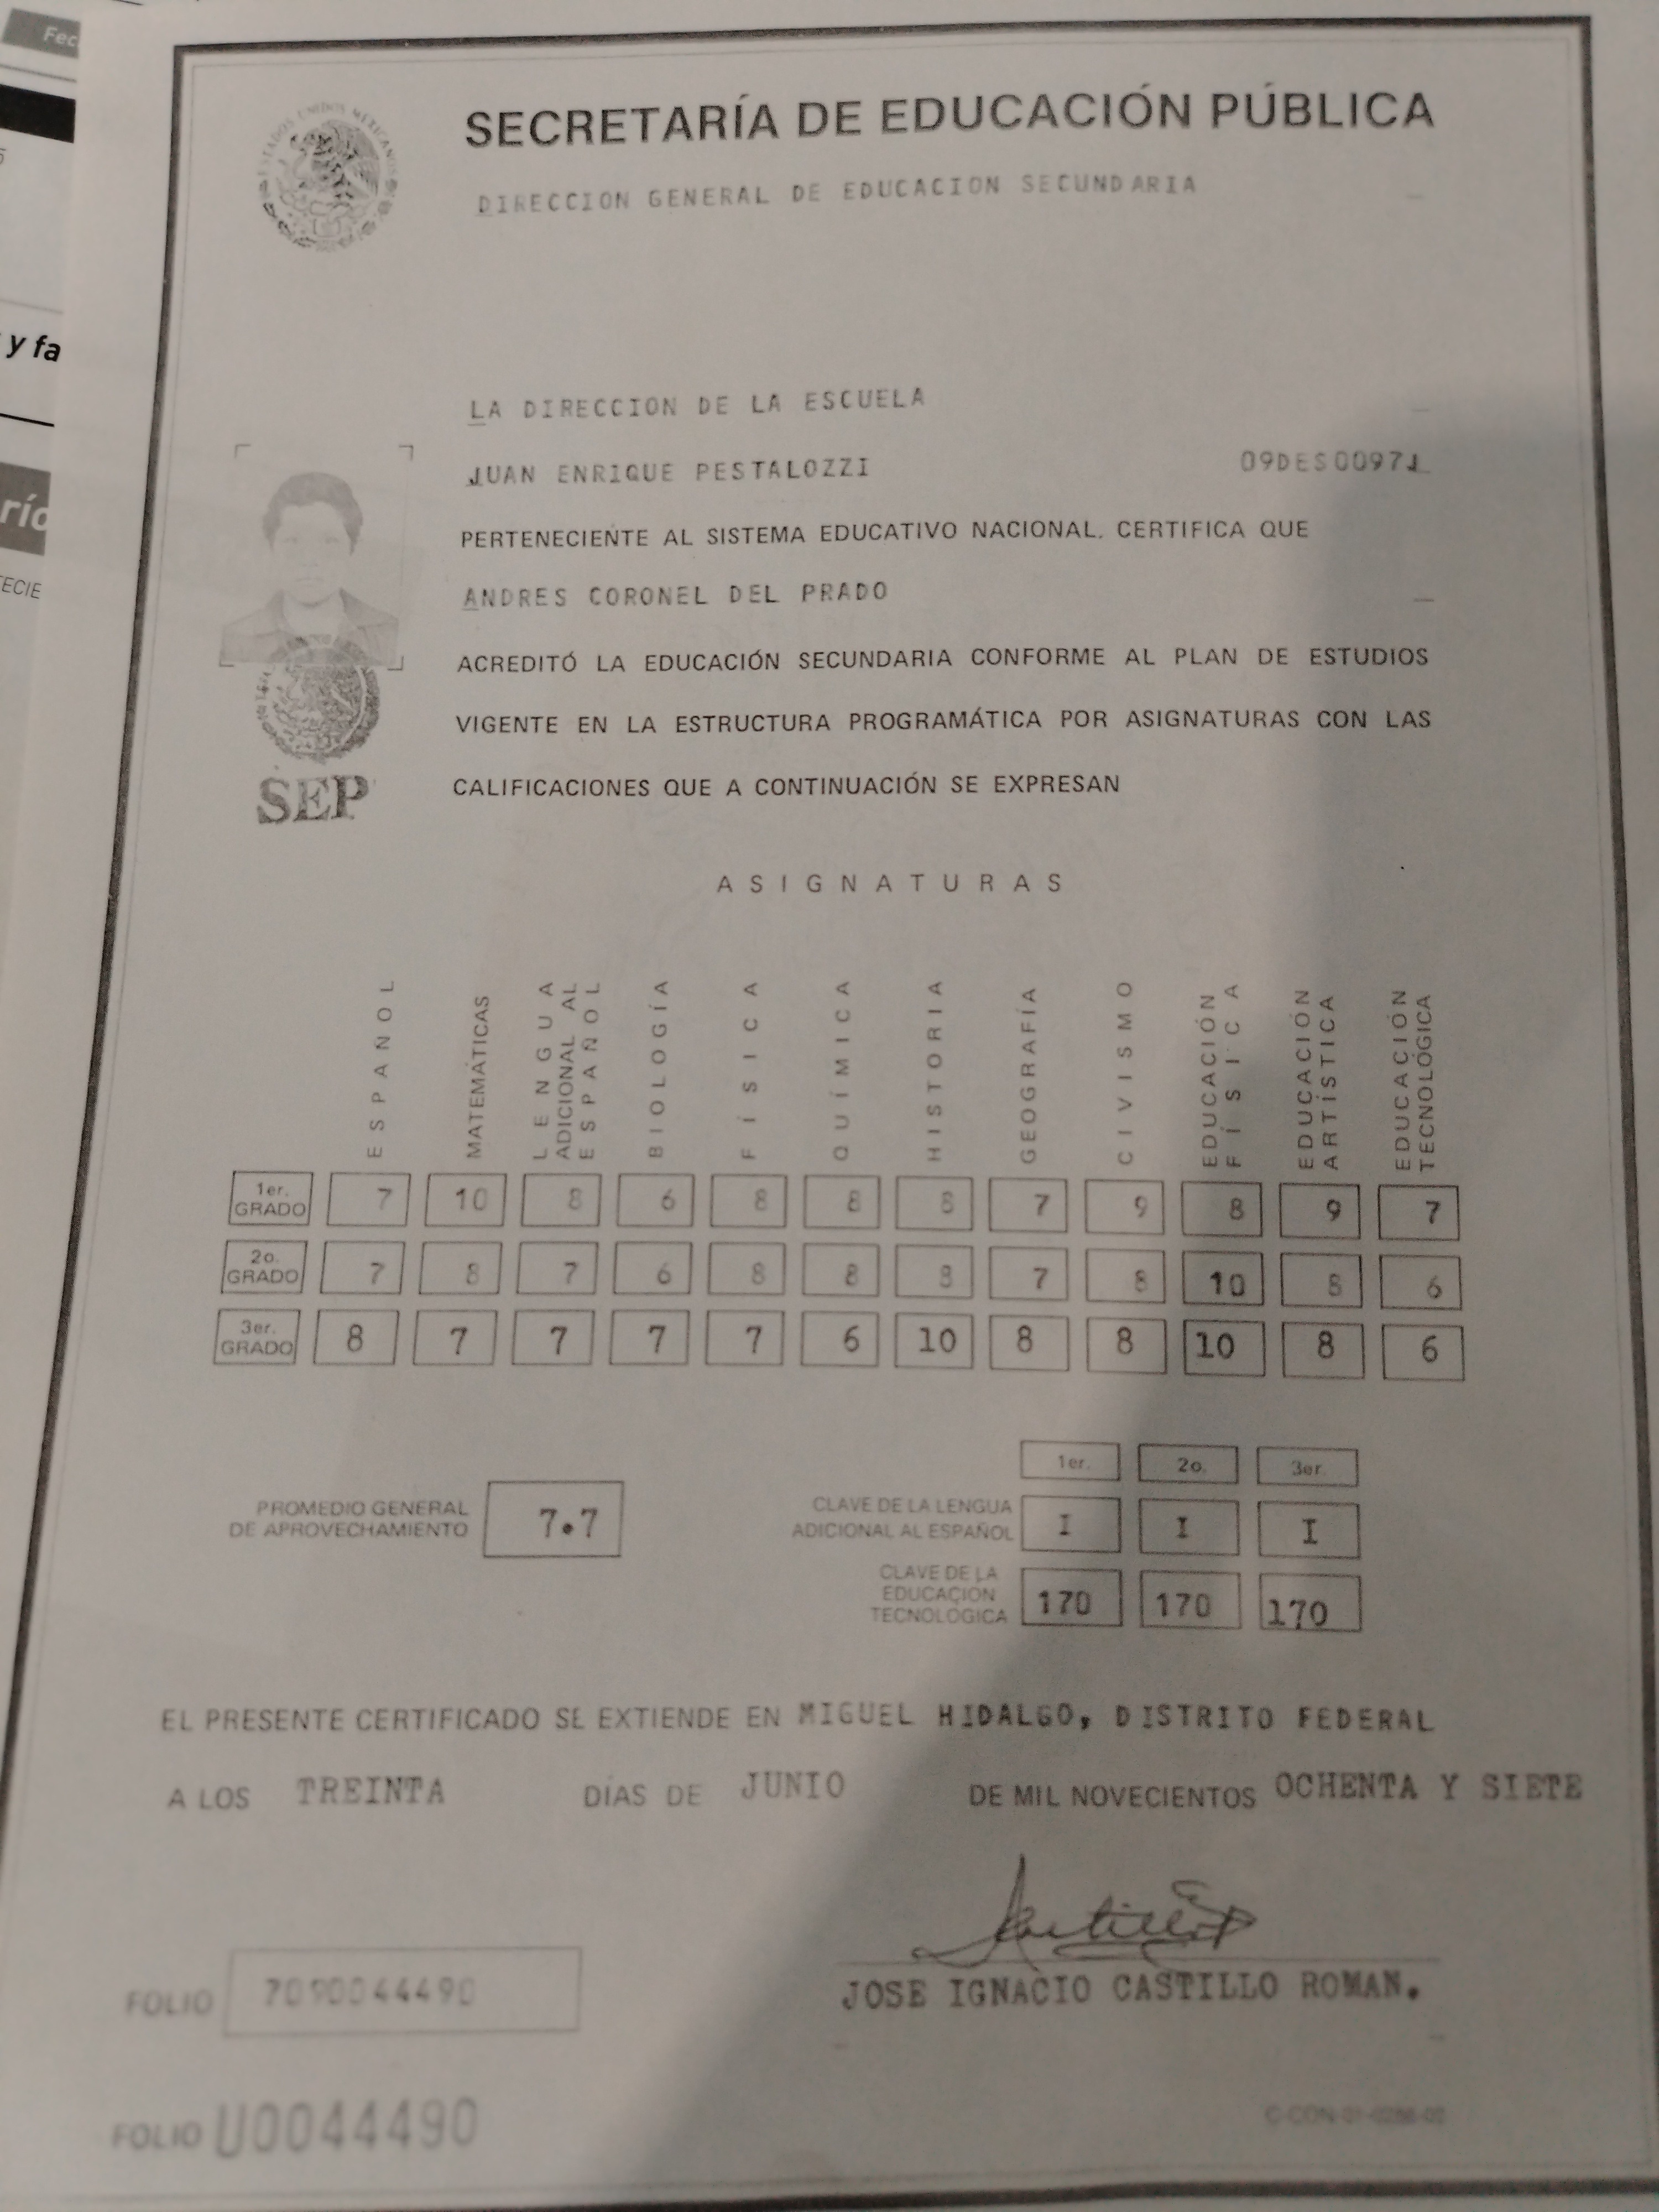 Fec
y fa
ECIE
ESTADOS UNIDOS MEXICANOS
SECRETARÍA DE EDUCACIÓN PÚBLICA
DIRECCION GENERAL DE EDUCACION SECUNDARIA
LA DIRECCION DE LA ESCUELA
JUAN ENRIQUE PESTALOZZI 09DES0097J
PERTENECIENTE AL SISTEMA EDUCATIVO NACIONAL. CERTIFICA QUE
ANDRES CORONEL DEL PRADO
ACREDITÓ LA EDUCACIÓN SECUNDARIA CONFORME AL PLAN DE ESTUDIOS
VIGENTE EN LA ESTRUCTURA PROGRAMÁTICA POR ASIGNATURAS CON LAS
CALIFICACIONES QUE A CONTINUACIÓN SE EXPRESAN
SEP
ASIGNATURAS
ESPAÑOL
MATEMÁTICAS
LENGUA
ADICIONAL AL
ESPAÑOL
BIOLOGÍA
FÍSICA
QUÍMICA
HISTORIA
GEOGRAFÍA
CIVISMO
EDUCACIÓN
FÍSICA
EDUCACIÓN
ARTÍSTICA
EDUCACIÓN
TECNOLÓGICA
1er. GRADO 7 10 8 6 8 8 8 7 9 8 9 7
2o. GRADO 7 8 7 6 8 8 8 7 8 10 8 6
3er. GRADO 8 7 7 7 7 6 10 8 8 10 8 6
1er. 2o. 3er.
PROMEDIO GENERAL
DE APROVECHAMIENTO 7.7
CLAVE DE LA LENGUA
ADICIONAL AL ESPAÑOL I I I
CLAVE DE LA
EDUCACION
TECNOLÓGICA 170 170 170
EL PRESENTE CERTIFICADO SE EXTIENDE EN MIGUEL HIDALGO, DISTRITO FEDERAL
A LOS TREINTA DÍAS DE JUNIO DE MIL NOVECIENTOS OCHENTA Y SIETE
JOSE IGNACIO CASTILLO ROMAN.
FOLIO 7090044490
FOLIO U0044490